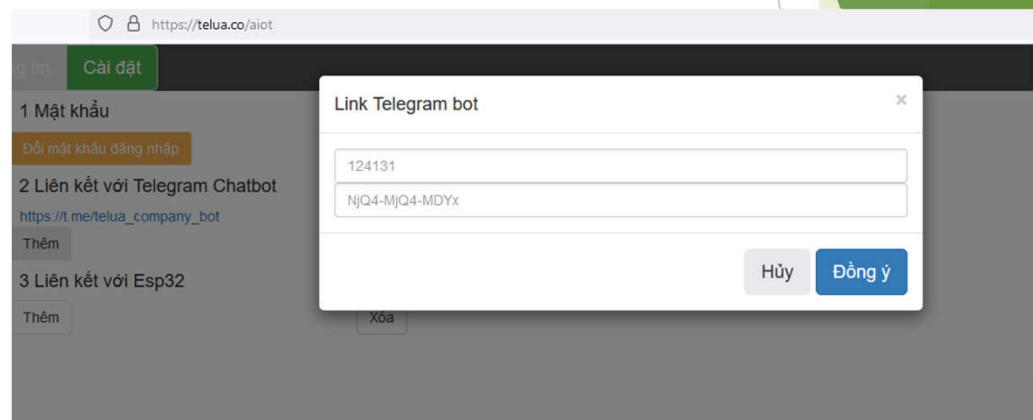 https://telua.co/aiot
g tin
Cài đặt
Link Telegram bot
×
1 Mật khẩu
Đổi mật khẩu đăng nhập
124131
NjQ4-MjQ4-MDYx
2 Liên kết với Telegram Chatbot
https://t.me/telua_company_bot
Thêm
Hủy
Đồng ý
3 Liên kết với Esp32
Thêm
Xóa